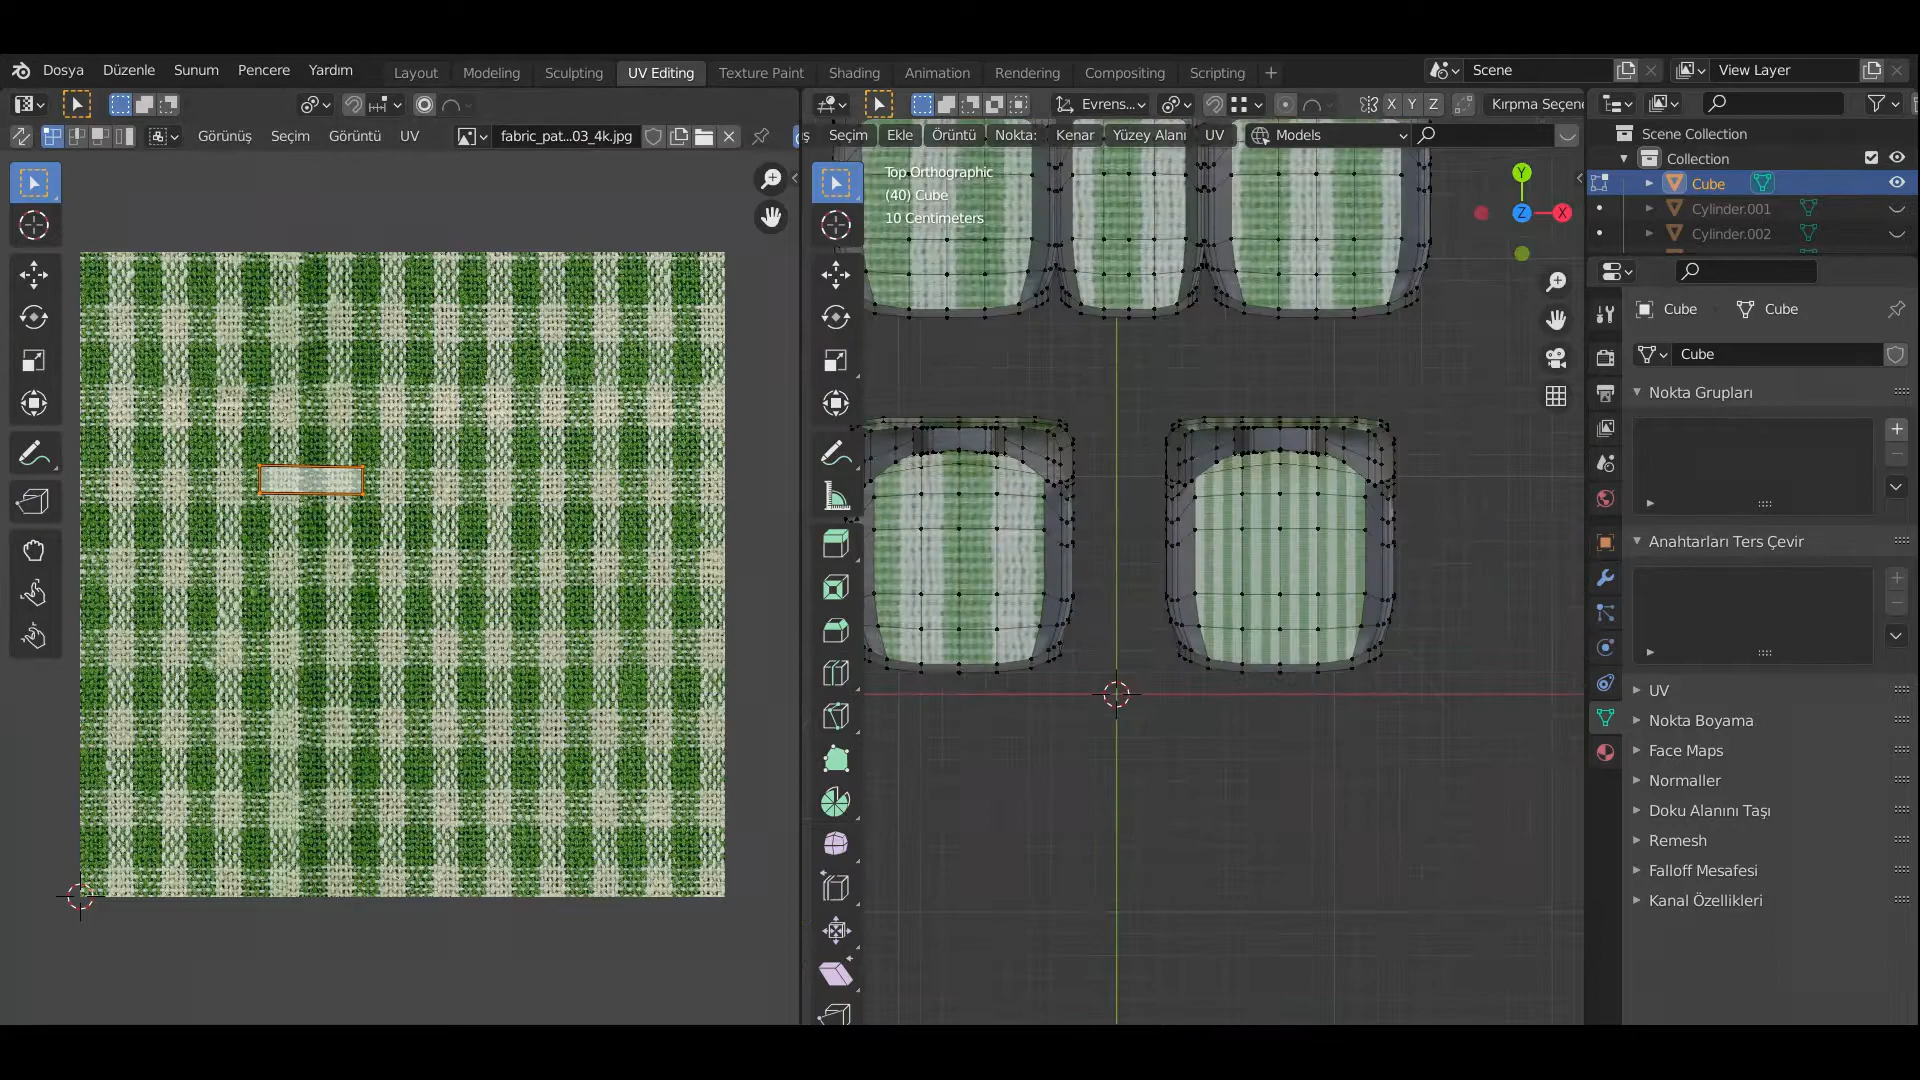 Dosya Düzenle Sunum Pencere Yardım Layout Modeling Sculpting UV Editing Texture Paint Shading Animation Rendering Compositing Scripting + Scene View Layer
Evrens... X Y Z Kırpma Seçene
Görünüş Seçim Görüntü UV fabric_pat...03_4k.jpg Seçim Ekle Örüntü Nokta: Kenar Yüzey Alanı UV Models
Scene Collection
Collection
Cube
Cylinder.001
Cylinder.002
Top Orthographic
(40) Cube
10 Centimeters
Y
Z X
Cube Cube
Cube
Nokta Grupları
Anahtarları Ters Çevir
UV
Nokta Boyama
Face Maps
Normaller
Doku Alanını Taşı
Remesh
Falloff Mesafesi
Kanal Özellikleri